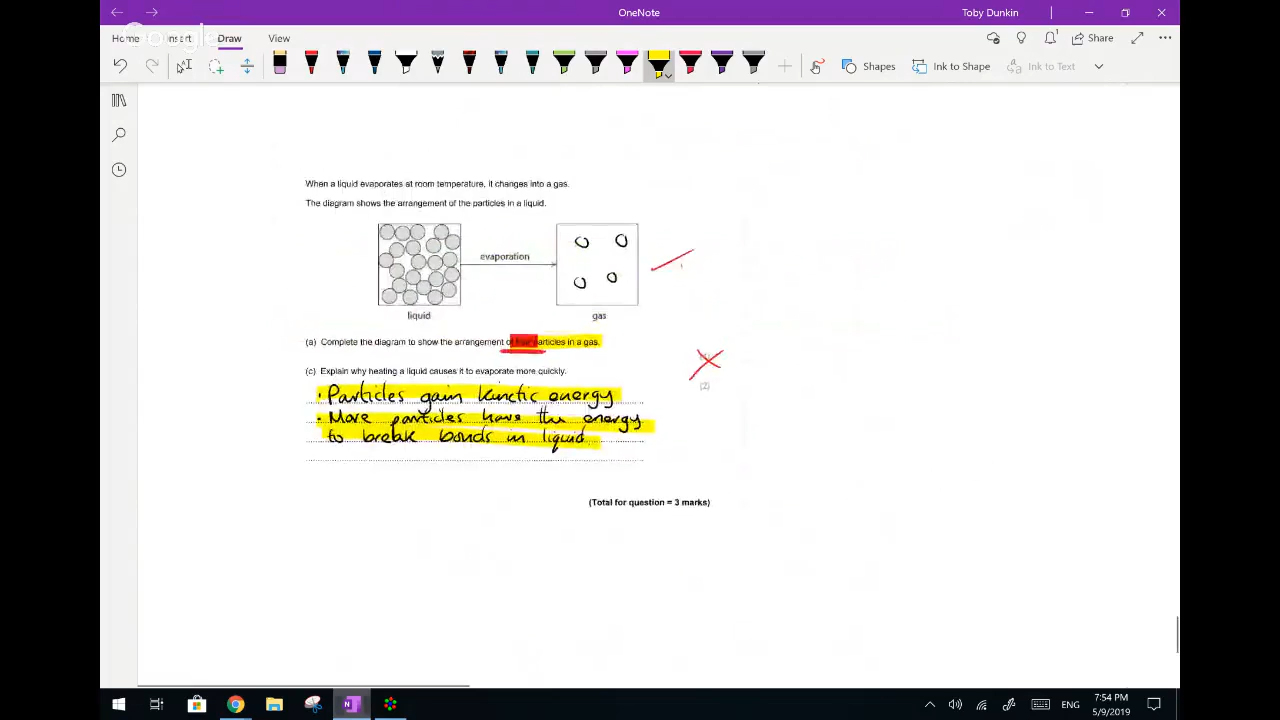 OneNote
Toby Dunkin
Home
Insert
Draw
View
Share
Shapes
Ink to Shape
Ink to Text
When a liquid evaporates at room temperature, it changes into a gas.
The diagram shows the arrangement of the particles in a liquid.
evaporation
liquid
gas
(a) Complete the diagram to show the arrangement of four particles in a gas.
(c) Explain why heating a liquid causes it to evaporate more quickly.
(2)
· Particles gain kinetic energy
· More particles have the energy
to break bonds in liquid.
(Total for question = 3 marks)
ENG
7:54 PM
5/9/2019